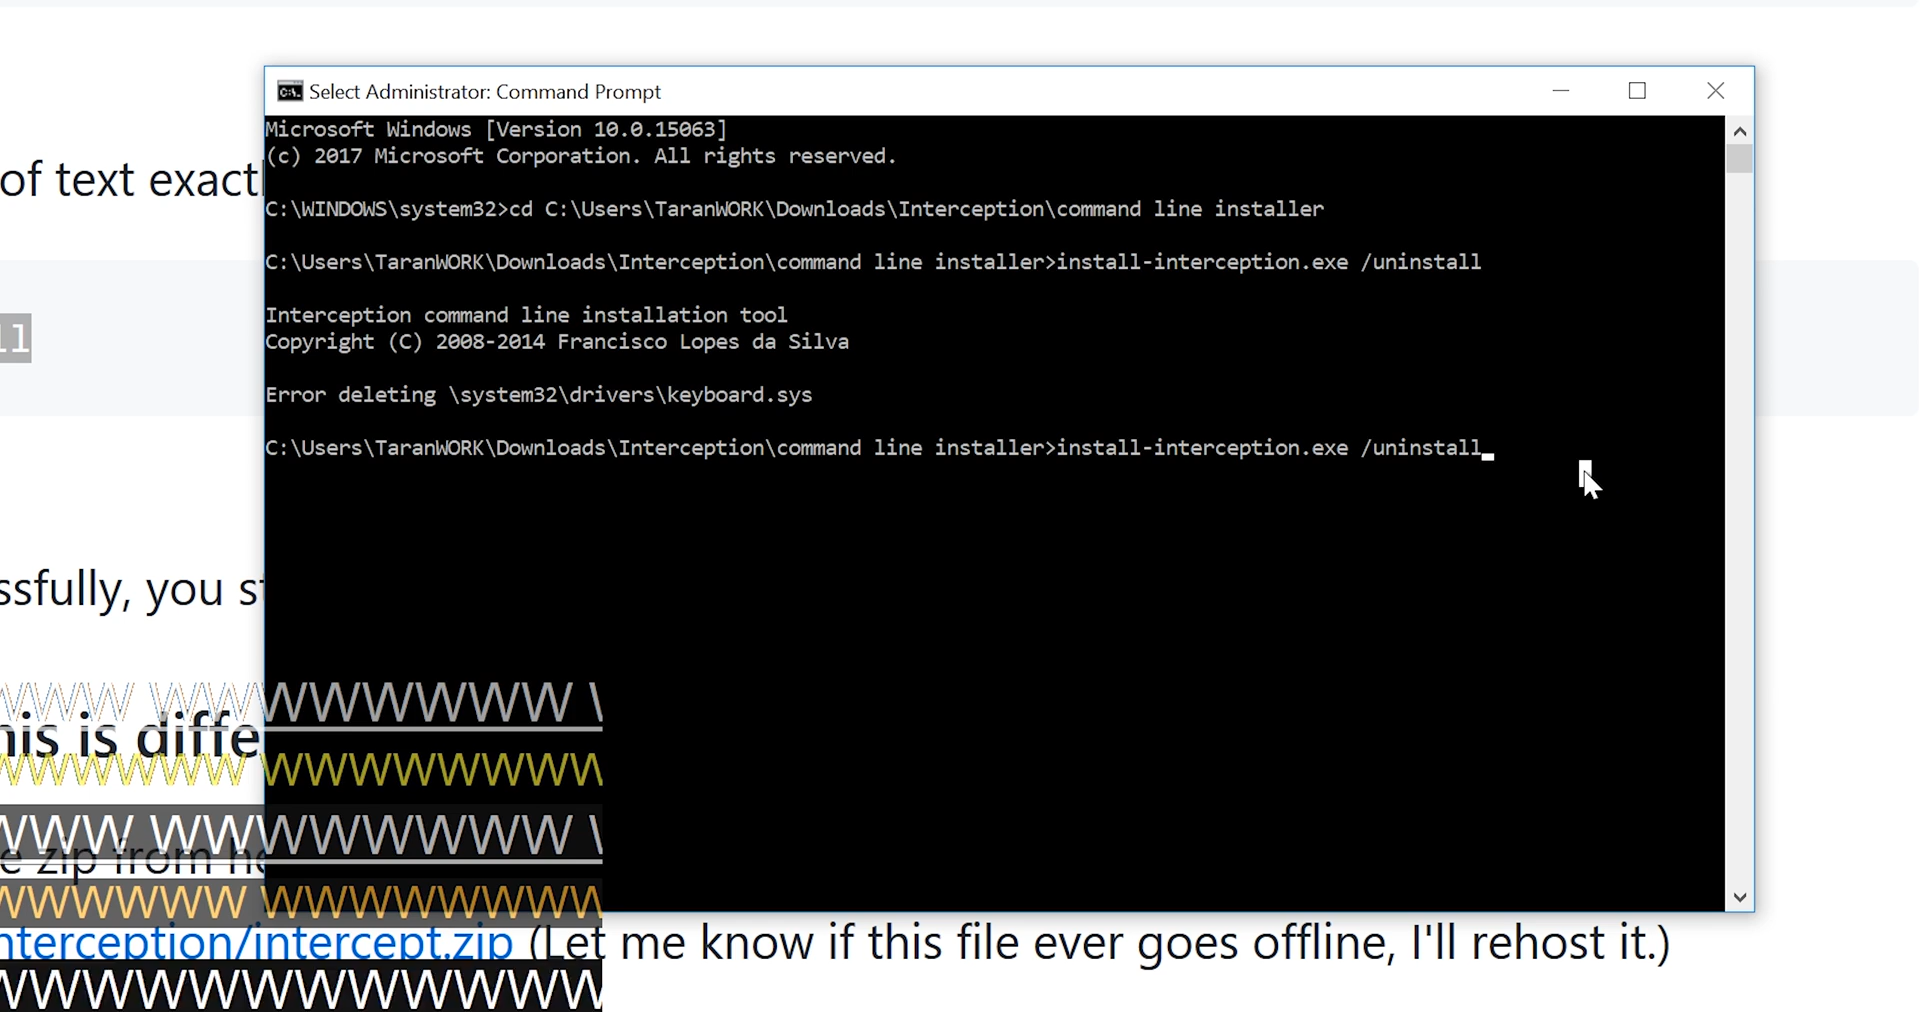 Select Administrator: Command Prompt
Microsoft Windows [Version 10.0.15063]
(c) 2017 Microsoft Corporation. All rights reserved.
of text
C:\WINDOWS\system32>cd C:\Users\TaranWORK\Downloads\Interception\command line installer
C:\Users\TaranWORK\Downloads\Interception\command line installer>install-interception.exe /uninstall
Interception command line installation tool
Copyright (C) 2008-2014 Francisco Lopes da Silva
Error deleting \system32\drivers\keyboard.sys
C:\Users\TaranWORK\Downloads\Interception\command line installer>install-interception.exe /uninstall_
ssfully, you
is
zip from
nterception/intercept.zip (Let me know if this file ever goes offline, I'll rehost it.)